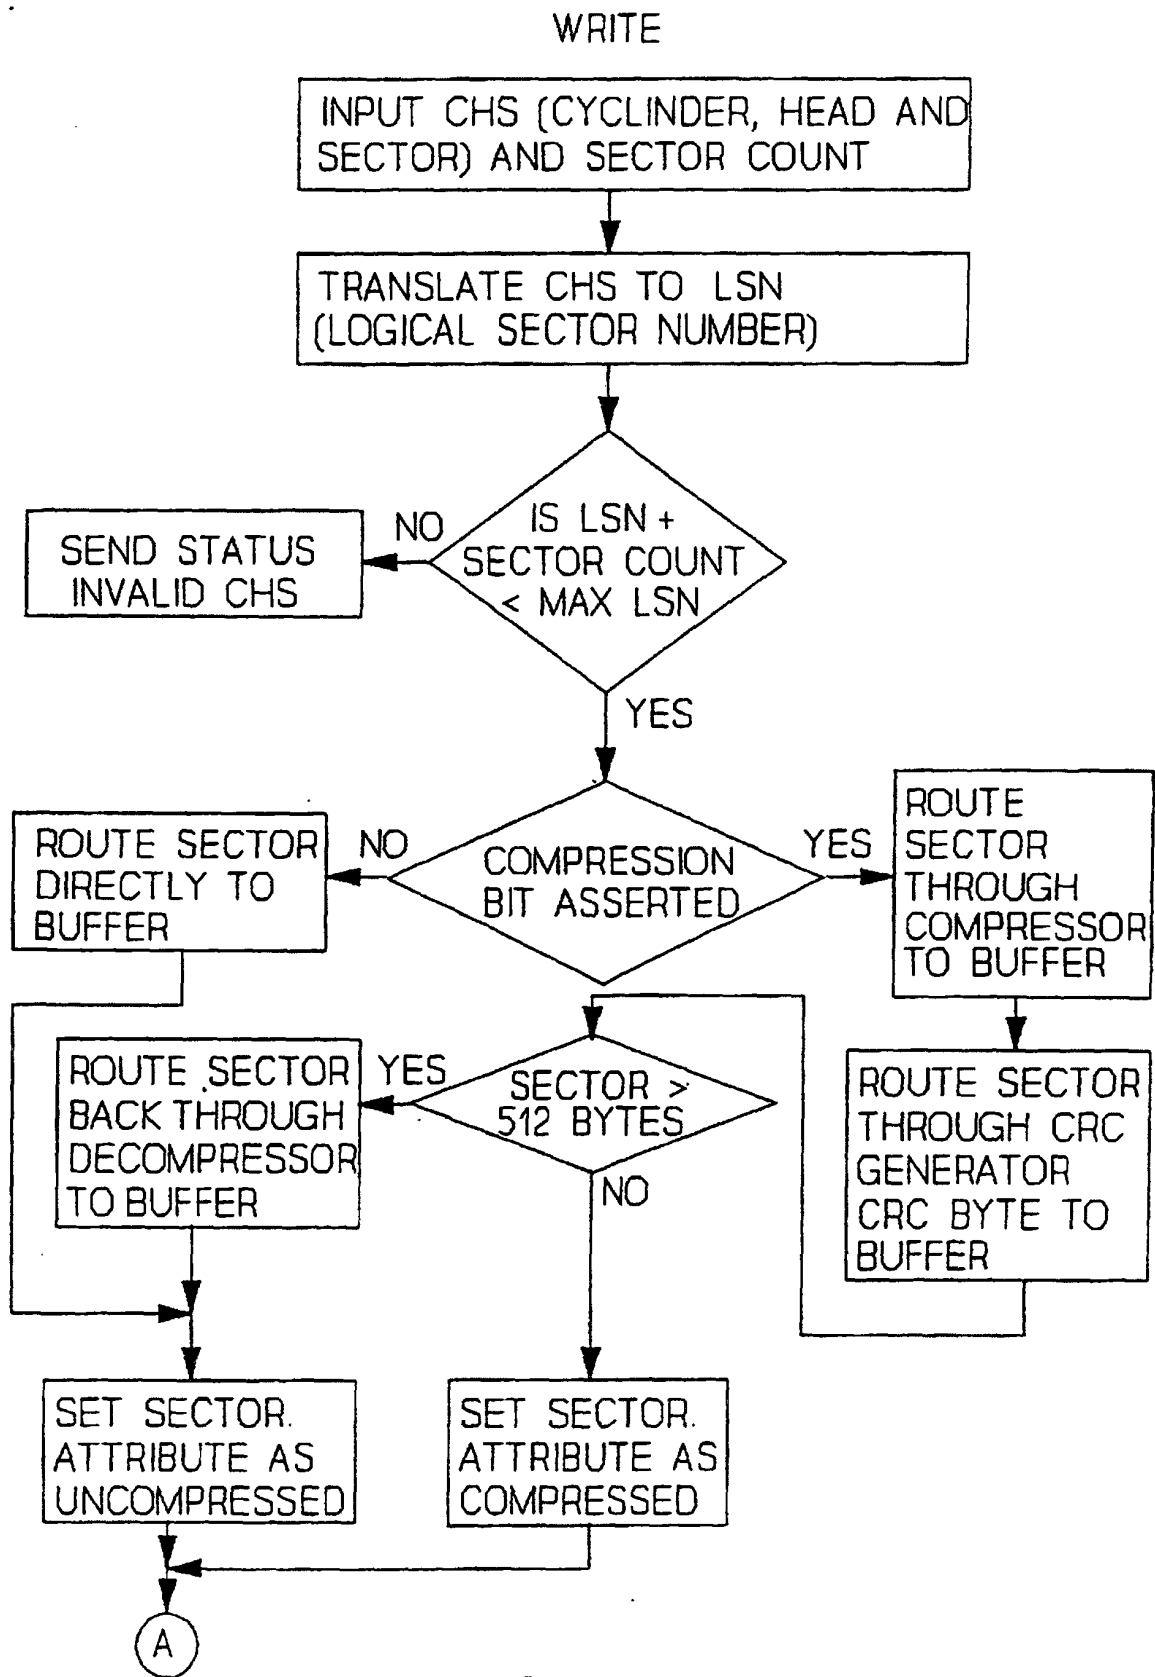 WRITE
INPUT CHS (CYCLINDER, HEAD AND
SECTOR) AND SECTOR COUNT
TRANSLATE CHS TO LSN
(LOGICAL SECTOR NUMBER)
IS LSN +
SECTOR COUNT
< MAX LSN
NO
SEND STATUS
INVALID CHS
YES
COMPRESSION
BIT ASSERTED
NO
ROUTE SECTOR
DIRECTLY TO
BUFFER
YES
ROUTE
SECTOR
THROUGH
COMPRESSOR
TO BUFFER
ROUTE SECTOR
THROUGH CRC
GENERATOR
CRC BYTE TO
BUFFER
SECTOR >
512 BYTES
YES
ROUTE SECTOR
BACK THROUGH
DECOMPRESSOR
TO BUFFER
NO
SET SECTOR.
ATTRIBUTE AS
UNCOMPRESSED
SET SECTOR.
ATTRIBUTE AS
COMPRESSED
A